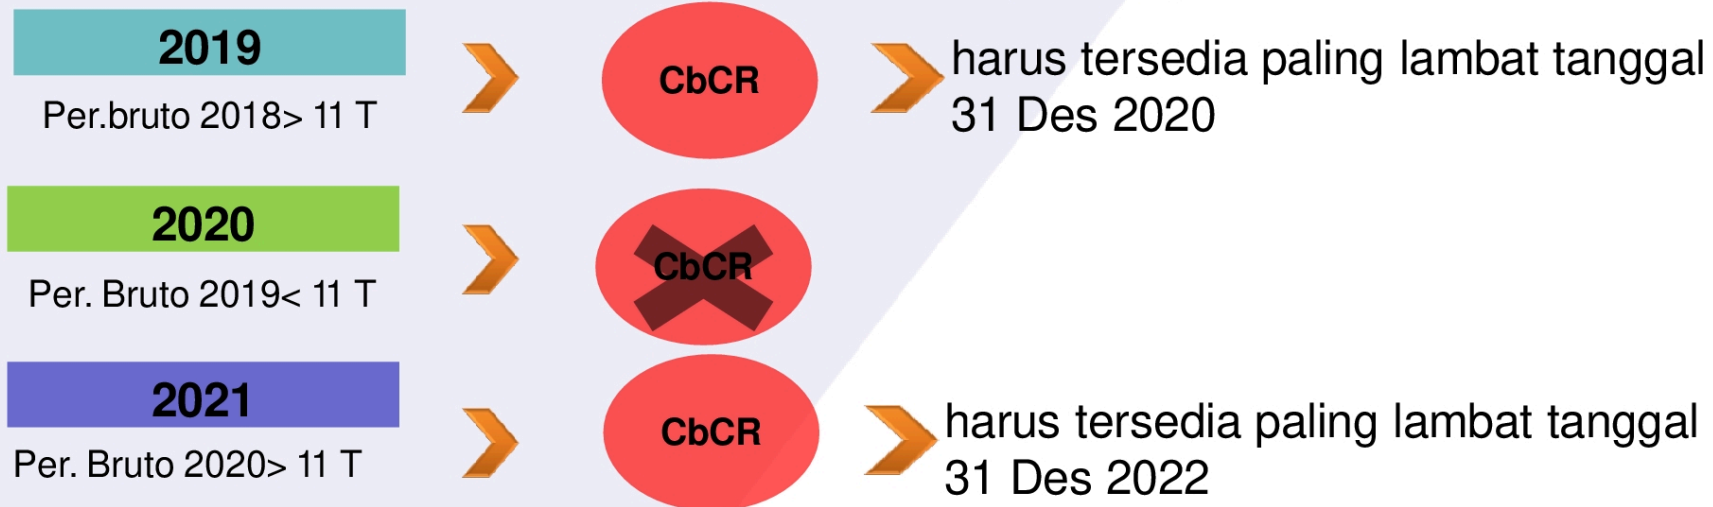 2019
Per.bruto 2018> 11 T
CbCR
harus tersedia paling lambat tanggal
31 Des 2020
2020
Per. Bruto 2019< 11 T
CbCR
2021
Per. Bruto 2020> 11 T
CbCR
harus tersedia paling lambat tanggal
31 Des 2022